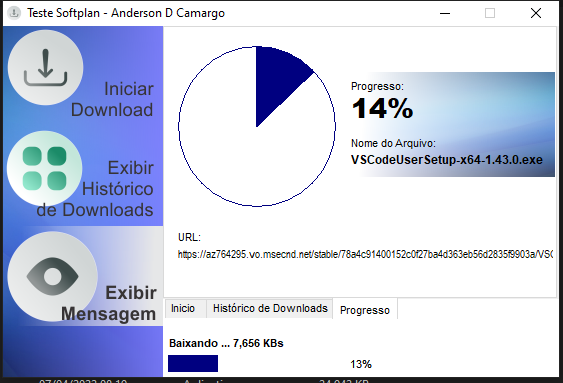 Teste Softplan - Anderson D Camargo
Iniciar
Download
Exibir
Histórico
de Downloads
Exibir
Mensagem
Progresso:
14%
Nome do Arquivo:
VSCodeUserSetup-x64-1.43.0.exe
URL:
https://az764295.vo.msecnd.net/stable/78a4c91400152c0f27ba4d363eb56d2835f9903a/VSC
Inicio
Histórico de Downloads
Progresso
Baixando ... 7,656 KBs
13%